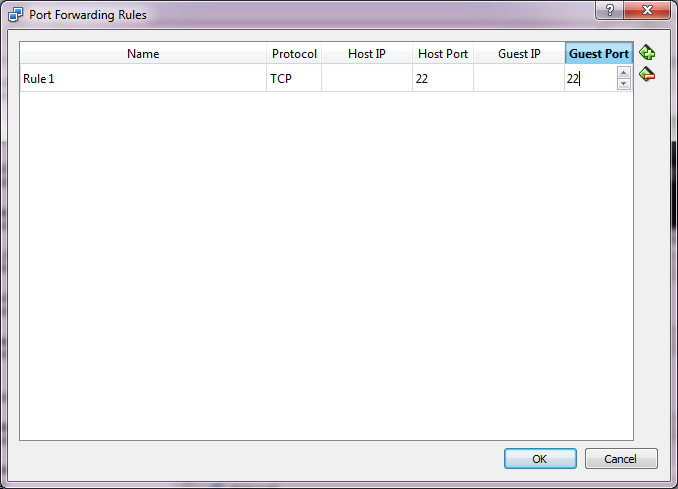 Port Forwarding Rules
Name Protocol Host IP Host Port Guest IP Guest Port
Rule 1 TCP 22 22
OK Cancel